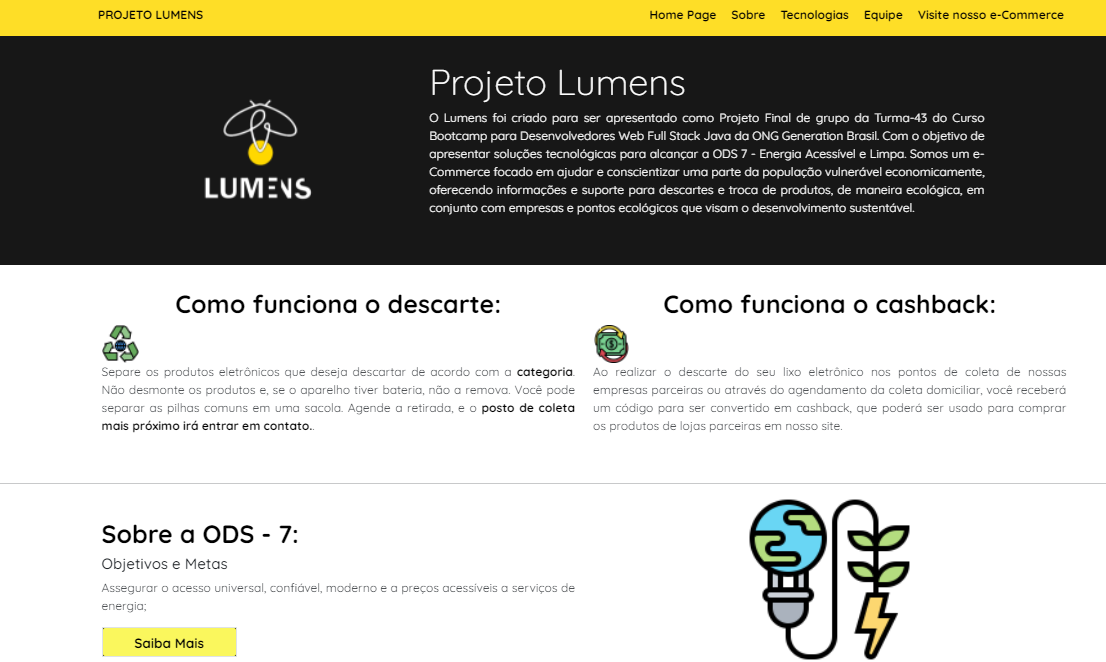 PROJETO LUMENS
Home Page Sobre Tecnologias Equipe Visite nosso e-Commerce
LUMENS
Projeto Lumens
O Lumens foi criado para ser apresentado como Projeto Final de grupo da Turma-43 do Curso
Bootcamp para Desenvolvedores Web Full Stack Java da ONG Generation Brasil. Com o objetivo de
apresentar soluções tecnológicas para alcançar a ODS 7 - Energia Acessível e Limpa. Somos um e-
Commerce focado em ajudar e conscientizar uma parte da população vulnerável economicamente,
oferecendo informações e suporte para descartes e troca de produtos, de maneira ecológica, em
conjunto com empresas e pontos ecológicos que visam o desenvolvimento sustentável.
Como funciona o descarte:
Separe os produtos eletrônicos que deseja descartar de acordo com a categoria.
Não desmonte os produtos e, se o aparelho tiver bateria, não a remova. Você pode
separar as pilhas comuns em uma sacola. Agende a retirada, e o posto de coleta
mais próximo irá entrar em contato..
Como funciona o cashback:
$
Ao realizar o descarte do seu lixo eletrônico nos pontos de coleta de nossas
empresas parceiras ou através do agendamento da coleta domiciliar, você receberá
um código para ser convertido em cashback, que poderá ser usado para comprar
os produtos de lojas parceiras em nosso site.
Sobre a ODS - 7:
Objetivos e Metas
Assegurar o acesso universal, confiável, moderno e a preços acessíveis a serviços de
energia;
Saiba Mais